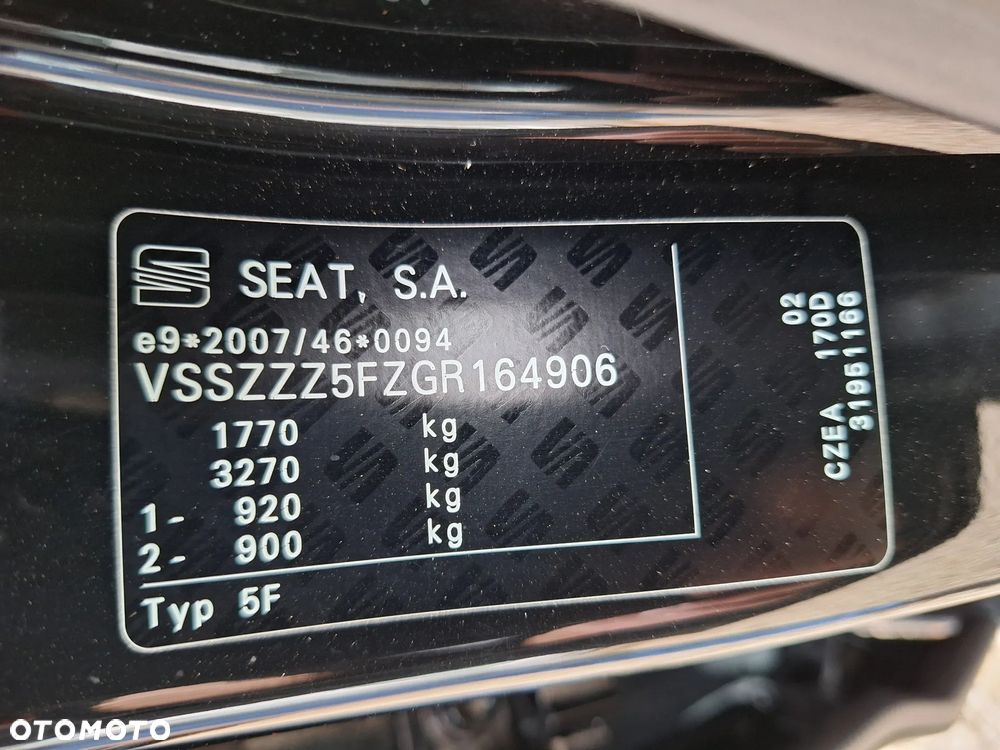 SEAT, S.A.
e9*2007/46*0094
VSSZZZ5FZGR164906
1770 kg
3270 kg
1- 920 kg
2- 900 kg
Typ 5F
02
CZEA 170D
31951166
OTOMOTO